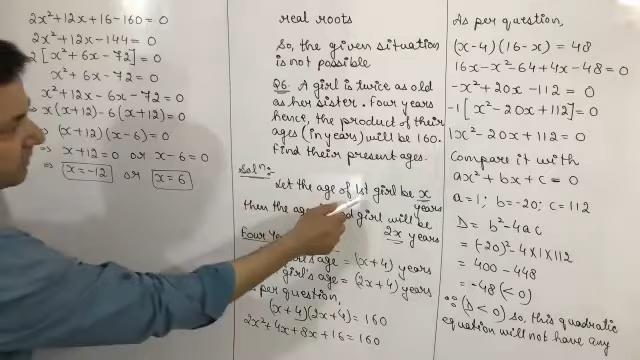 2x²+12x+16-160=0
2x²+12x-144=0
2[x²+6x-72]=0
x²+6x-72=0
x²+12x-6x-72=0
⇒ x(x+12)-6(x+12)=0
⇒ (x+12)(x-6)=0
⇒ x+12=0 or x-6=0
⇒ x=-12 or x=6
real roots
So, the given situation
is not possible
Q6. A girl is twice as old
as her sister. Four years
hence, the product of their
ages (in years) will be 160.
Find their present ages.
Solⁿ:-
Let the age of 1st girl be x
years
then the age girl will be
2x years
Four
age = (x+4) years
girl's age = (2x+4) years
per question,
(x+4)(2x+4)=160
2x²+4x+8x+16=160
As per question,
(x-4)(16-x)=48
16x-x²-64+4x-48=0
-x²+20x-112=0
-1[x²-20x+112]=0
1x²-20x+112=0
Compare it with
ax²+bx+c=0
a=1; b=-20; c=112
D=b²-4ac
=(-20)²-4×1×112
=400-448
=-48(<0)
∵ (D<0) so, this quadratic
equation will not have any